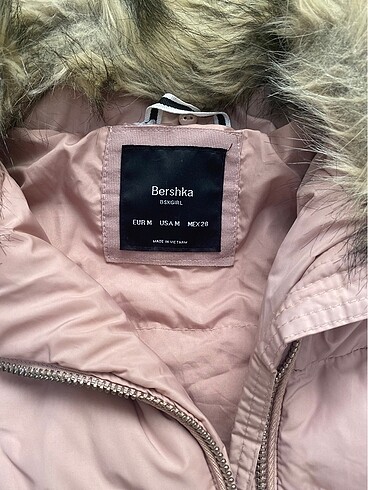 Bershka
BSKGIRL
EUR M USA M MEX 28
MADE IN VIETNAM